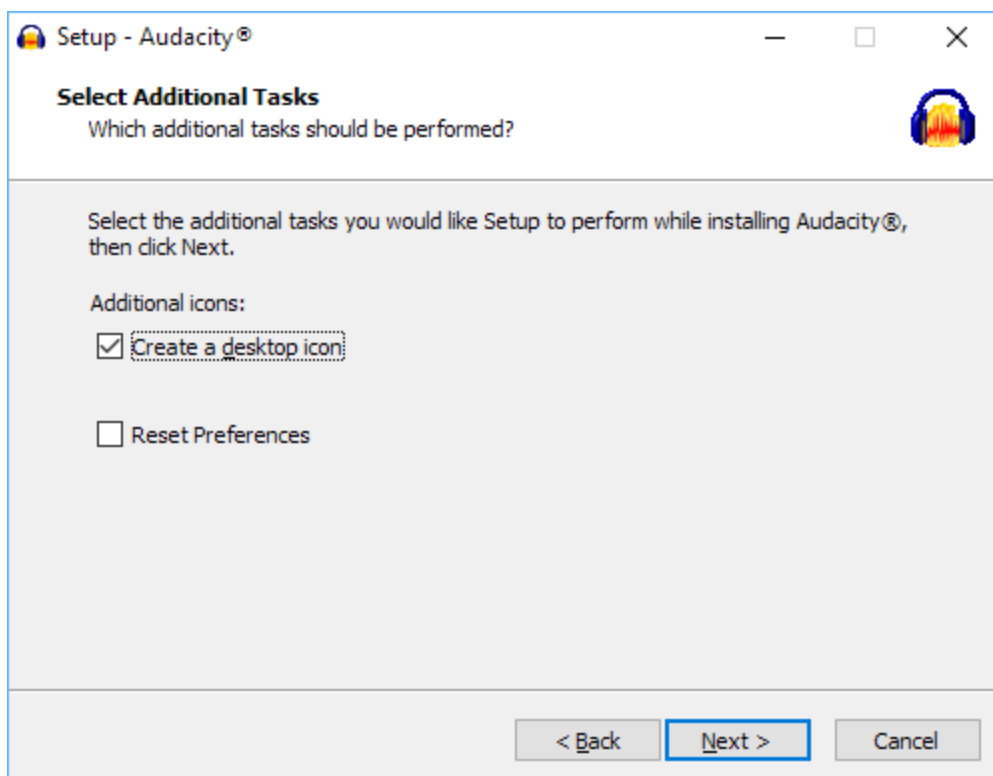 Setup - Audacity®
Select Additional Tasks
Which additional tasks should be performed?
Select the additional tasks you would like Setup to perform while installing Audacity®,
then click Next.
Additional icons:
Create a desktop icon
Reset Preferences
< Back
Next >
Cancel